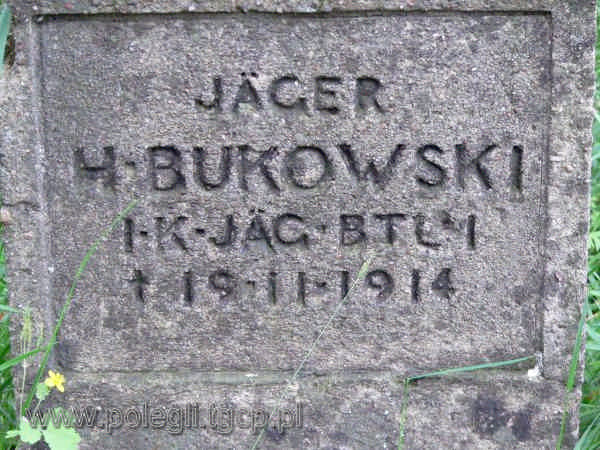 JÄGER
H·BUKOWSKI
1·K·JÄG·BTL·1
† 19·11·1914
www.polegli.tgcp.pl